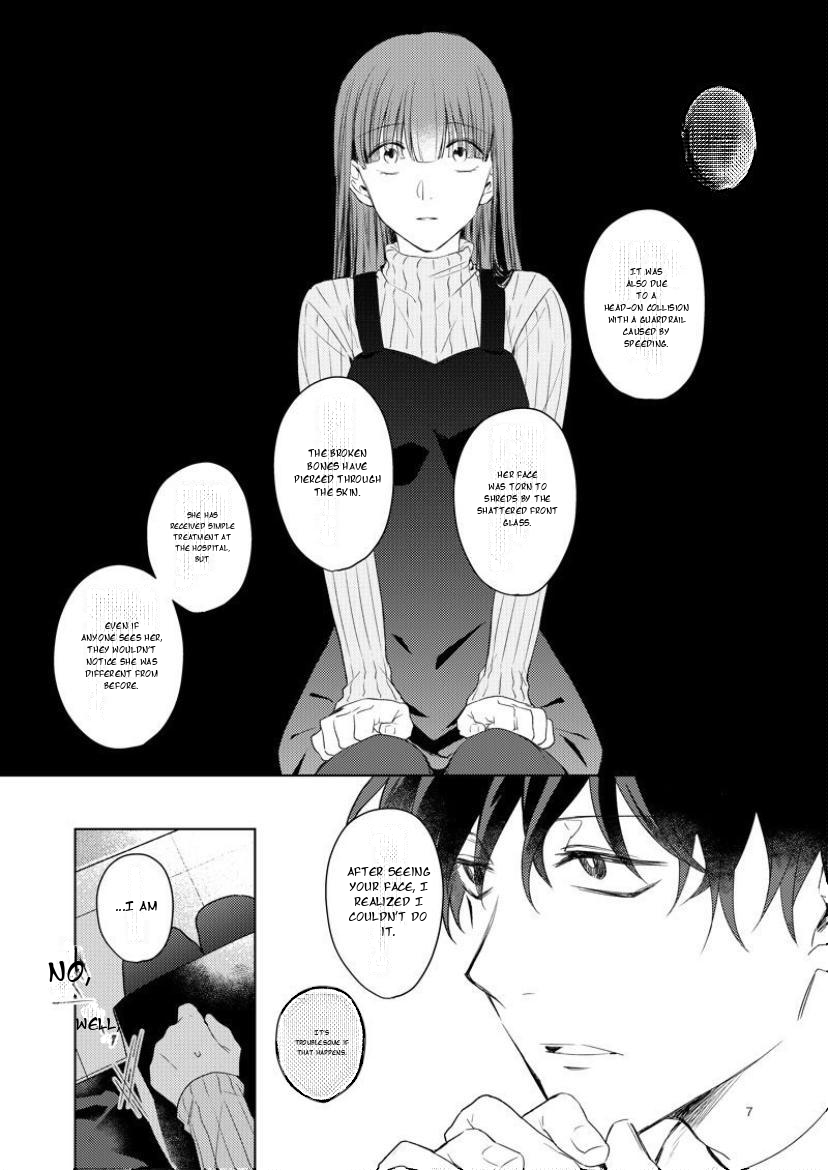 IT WAS
ALSO DUE
TO A
HEAD-ON COLLISION
WITH A GUARDRAIL
CAUSED BY
SPEEDING.
HER FACE
WAS TORN TO
SHREDS BY THE
SHATTERED FRONT
GLASS.
THE BROKEN
BONES HAVE
PIERCED THROUGH
THE SKIN.
SHE HAS
RECEIVED SIMPLE
TREATMENT AT
THE HOSPITAL,
BUT
EVEN IF
ANYONE SEES HER,
THEY WOULDN'T
NOTICE SHE WAS
DIFFERENT FROM
BEFORE.
AFTER SEEING
YOUR FACE, I
REALIZED I
COULDN'T DO
IT.
IT'S
TROUBLESOME IF
THAT HAPPENS.
...I AM
NO,
WELL,
7